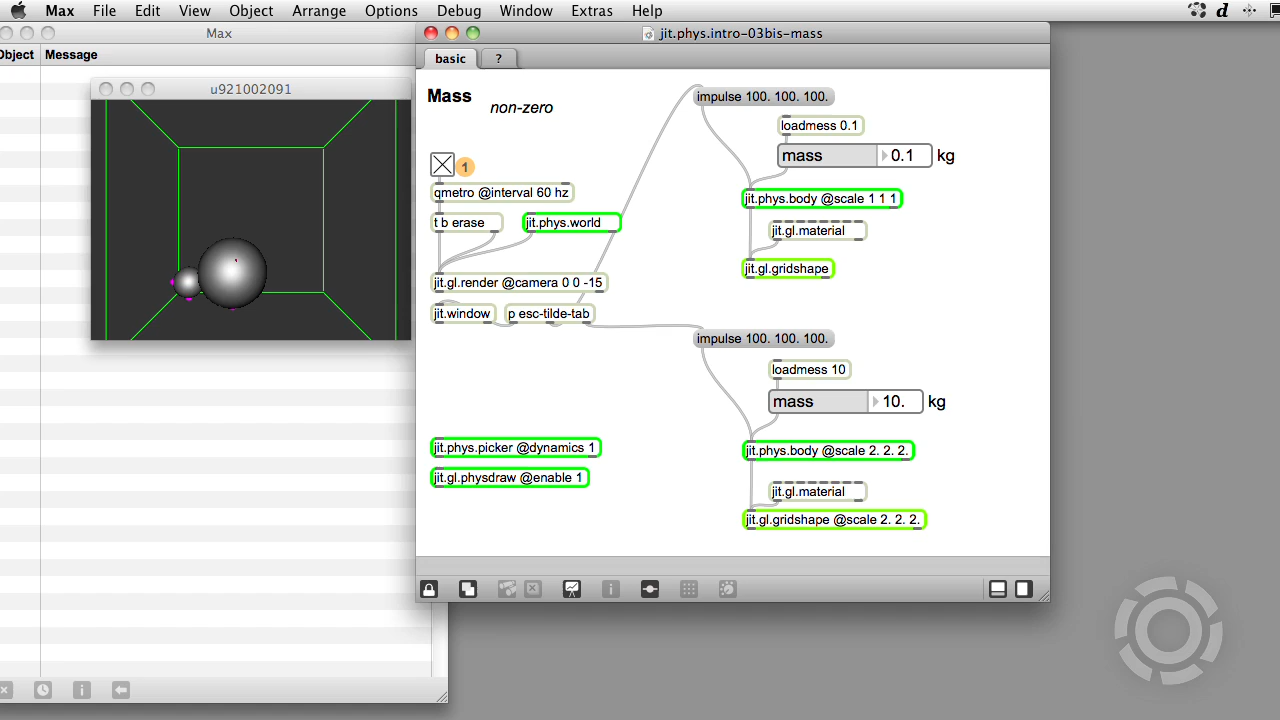 Max File Edit View Object Arrange Options Debug Window Extras Help d
Max
Object Message
u921002091
jit.phys.intro-03bis-mass
basic ?
Mass
non-zero
1
qmetro @interval 60 hz
t b erase
jit.phys.world
jit.gl.render @camera 0 0 -15
jit.window
p esc-tilde-tab
jit.phys.picker @dynamics 1
jit.gl.physdraw @enable 1
impulse 100. 100. 100.
loadmess 0.1
mass 0.1 kg
jit.phys.body @scale 1 1 1
jit.gl.material
jit.gl.gridshape
impulse 100. 100. 100.
loadmess 10
mass 10. kg
jit.phys.body @scale 2. 2. 2.
jit.gl.material
jit.gl.gridshape @scale 2. 2. 2.